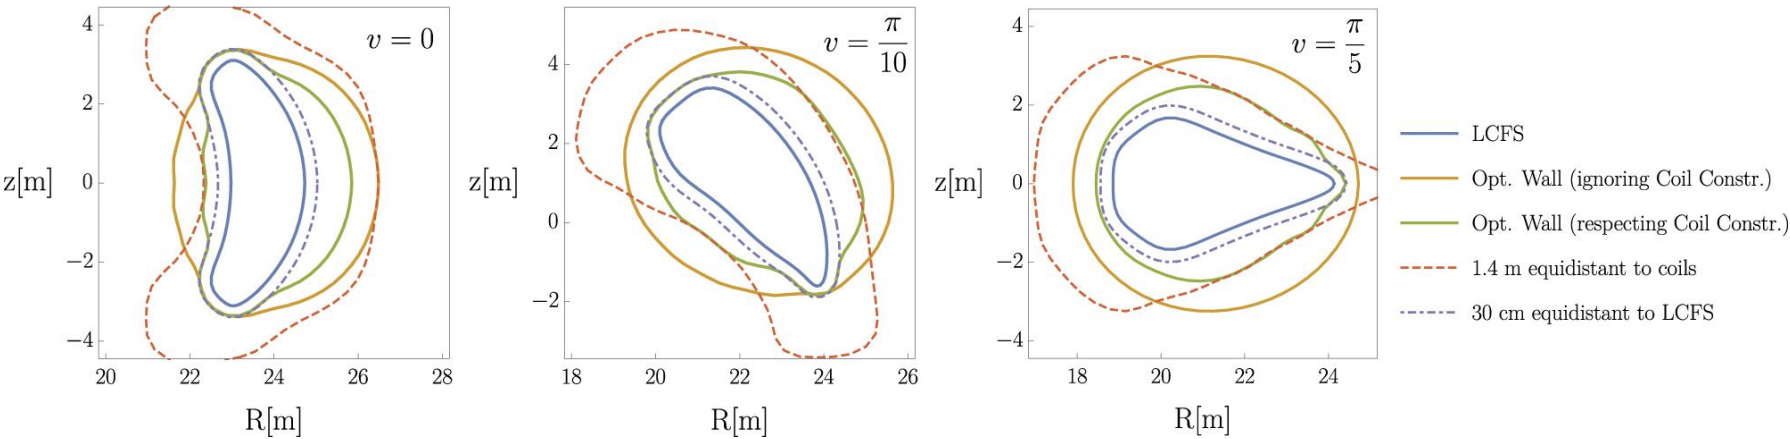 v = 0
4
2
0
−2
−4
z[m]
20
22
24
26
28
R[m]
v = π/10
4
2
0
−2
z[m]
18
20
22
24
26
R[m]
v = π/5
4
2
0
−2
−4
z[m]
18
20
22
24
R[m]
LCFS
Opt. Wall (ignoring Coil Constr.)
Opt. Wall (respecting Coil Constr.)
1.4 m equidistant to coils
30 cm equidistant to LCFS